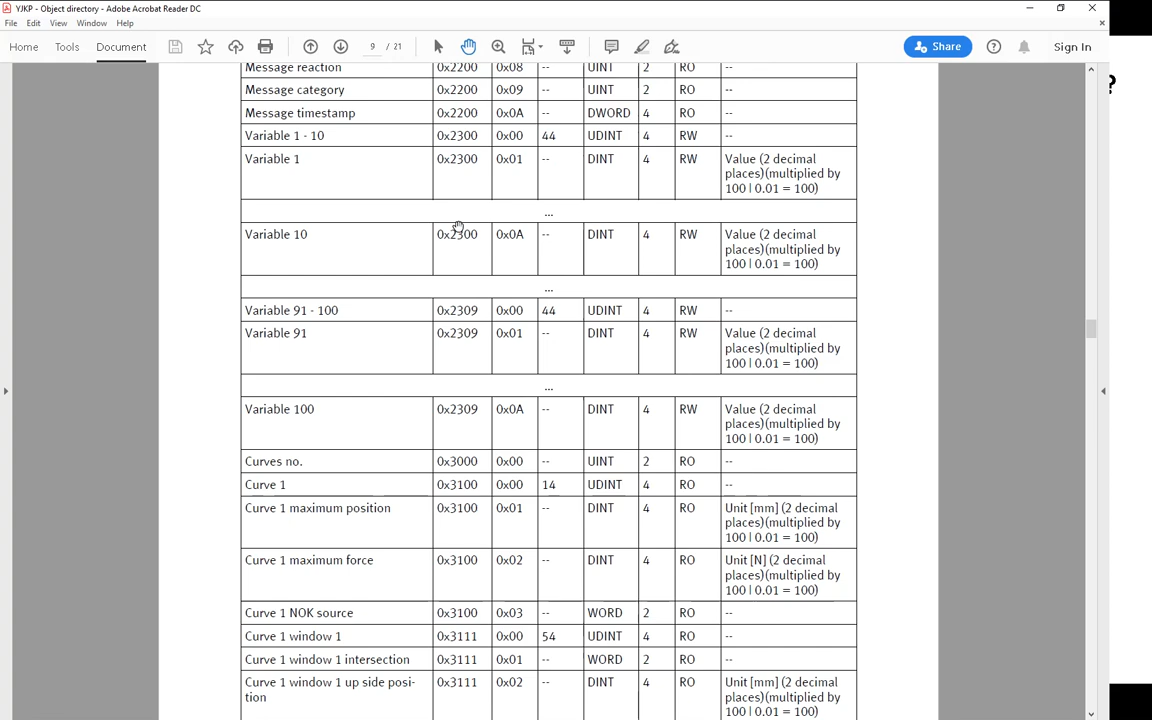 YJKP - Object directory - Adobe Acrobat Reader DC
File Edit View Window Help
Home Tools Document 9 / 21 Share Sign In
?
Message reaction 0x2200 0x08 -- UINT 2 RO --
Message category 0x2200 0x09 -- UINT 2 RO --
Message timestamp 0x2200 0x0A -- DWORD 4 RO --
Variable 1 - 10 0x2300 0x00 44 UDINT 4 RW --
Variable 1 0x2300 0x01 -- DINT 4 RW Value (2 decimal
places)(multiplied by
100 | 0.01 = 100)
...
Variable 10 0x2300 0x0A -- DINT 4 RW Value (2 decimal
places)(multiplied by
100 | 0.01 = 100)
...
Variable 91 - 100 0x2309 0x00 44 UDINT 4 RW --
Variable 91 0x2309 0x01 -- DINT 4 RW Value (2 decimal
places)(multiplied by
100 | 0.01 = 100)
...
Variable 100 0x2309 0x0A -- DINT 4 RW Value (2 decimal
places)(multiplied by
100 | 0.01 = 100)
Curves no. 0x3000 0x00 -- UINT 2 RO --
Curve 1 0x3100 0x00 14 UDINT 4 RO --
Curve 1 maximum position 0x3100 0x01 -- DINT 4 RO Unit [mm] (2 decimal
places)(multiplied by
100 | 0.01 = 100)
Curve 1 maximum force 0x3100 0x02 -- DINT 4 RO Unit [N] (2 decimal
places)(multiplied by
100 | 0.01 = 100)
Curve 1 NOK source 0x3100 0x03 -- WORD 2 RO --
Curve 1 window 1 0x3111 0x00 54 UDINT 4 RO --
Curve 1 window 1 intersection 0x3111 0x01 -- WORD 2 RO --
Curve 1 window 1 up side posi- 0x3111 0x02 -- DINT 4 RO Unit [mm] (2 decimal
tion places)(multiplied by
100 | 0.01 = 100)